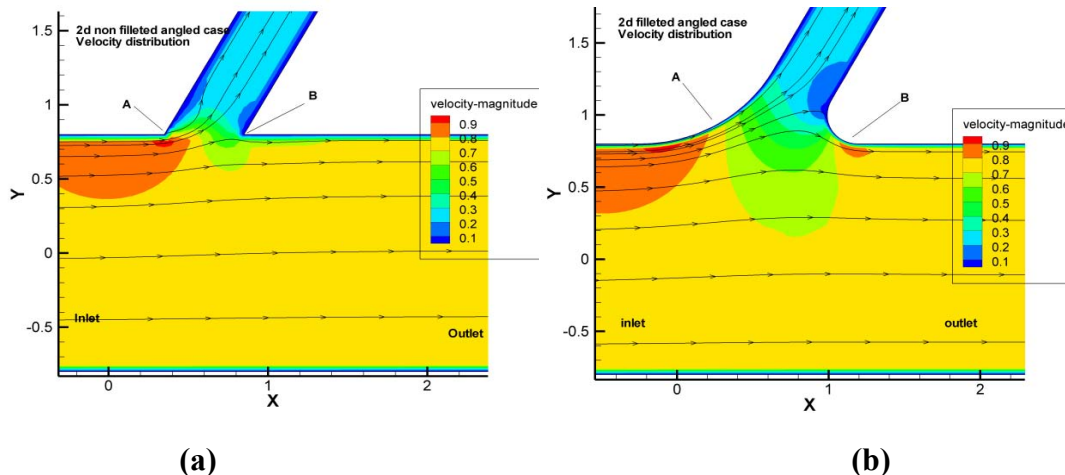 2d non filleted angled case
Velocity distribution
A
B
velocity-magnitude
0.9
0.8
0.7
0.6
0.5
0.4
0.3
0.2
0.1
1.5
1
0.5
0
-0.5
Y
Inlet
Outlet
0
1
2
X
(a)
2d filleted angled case
Velocity distribution
A
B
velocity-magnitude
0.9
0.8
0.7
0.6
0.5
0.4
0.3
0.2
0.1
1.5
1
0.5
0
-0.5
Y
inlet
outlet
0
1
2
X
(b)